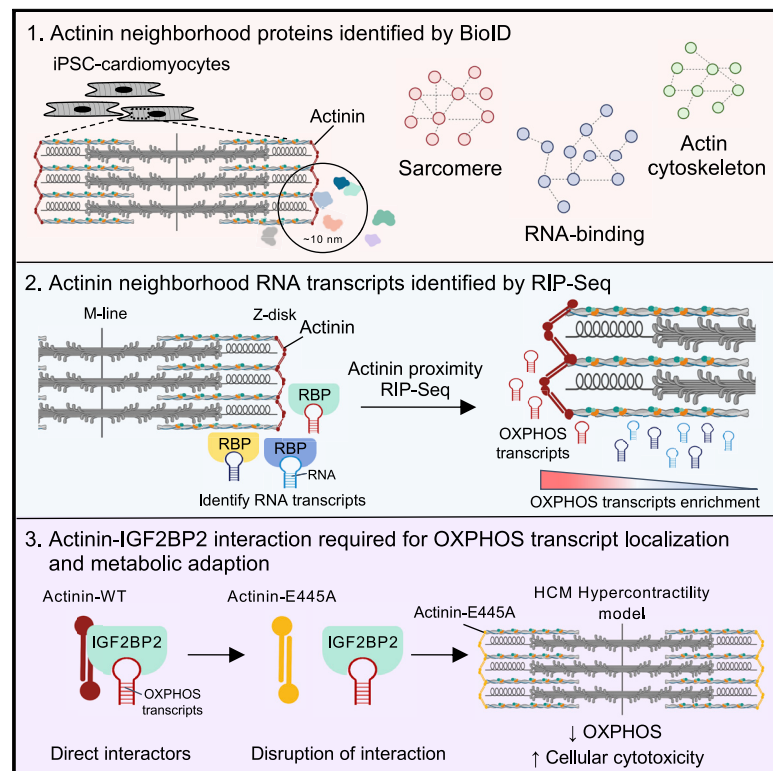 1. Actinin neighborhood proteins identified by BioID
iPSC-cardiomyocytes
Actinin
~10 nm
Sarcomere
RNA-binding
Actin
cytoskeleton
2. Actinin neighborhood RNA transcripts identified by RIP-Seq
M-line
Z-disk
Actinin
RBP
RBP
RBP
RNA
Identify RNA transcripts
Actinin proximity
RIP-Seq
OXPHOS
transcripts
OXPHOS transcripts enrichment
3. Actinin-IGF2BP2 interaction required for OXPHOS transcript localization
and metabolic adaption
Actinin-WT
IGF2BP2
OXPHOS
transcripts
Direct interactors
Actinin-E445A
IGF2BP2
Disruption of interaction
HCM Hypercontractility
model
Actinin-E445A
↓ OXPHOS
↑ Cellular cytotoxicity